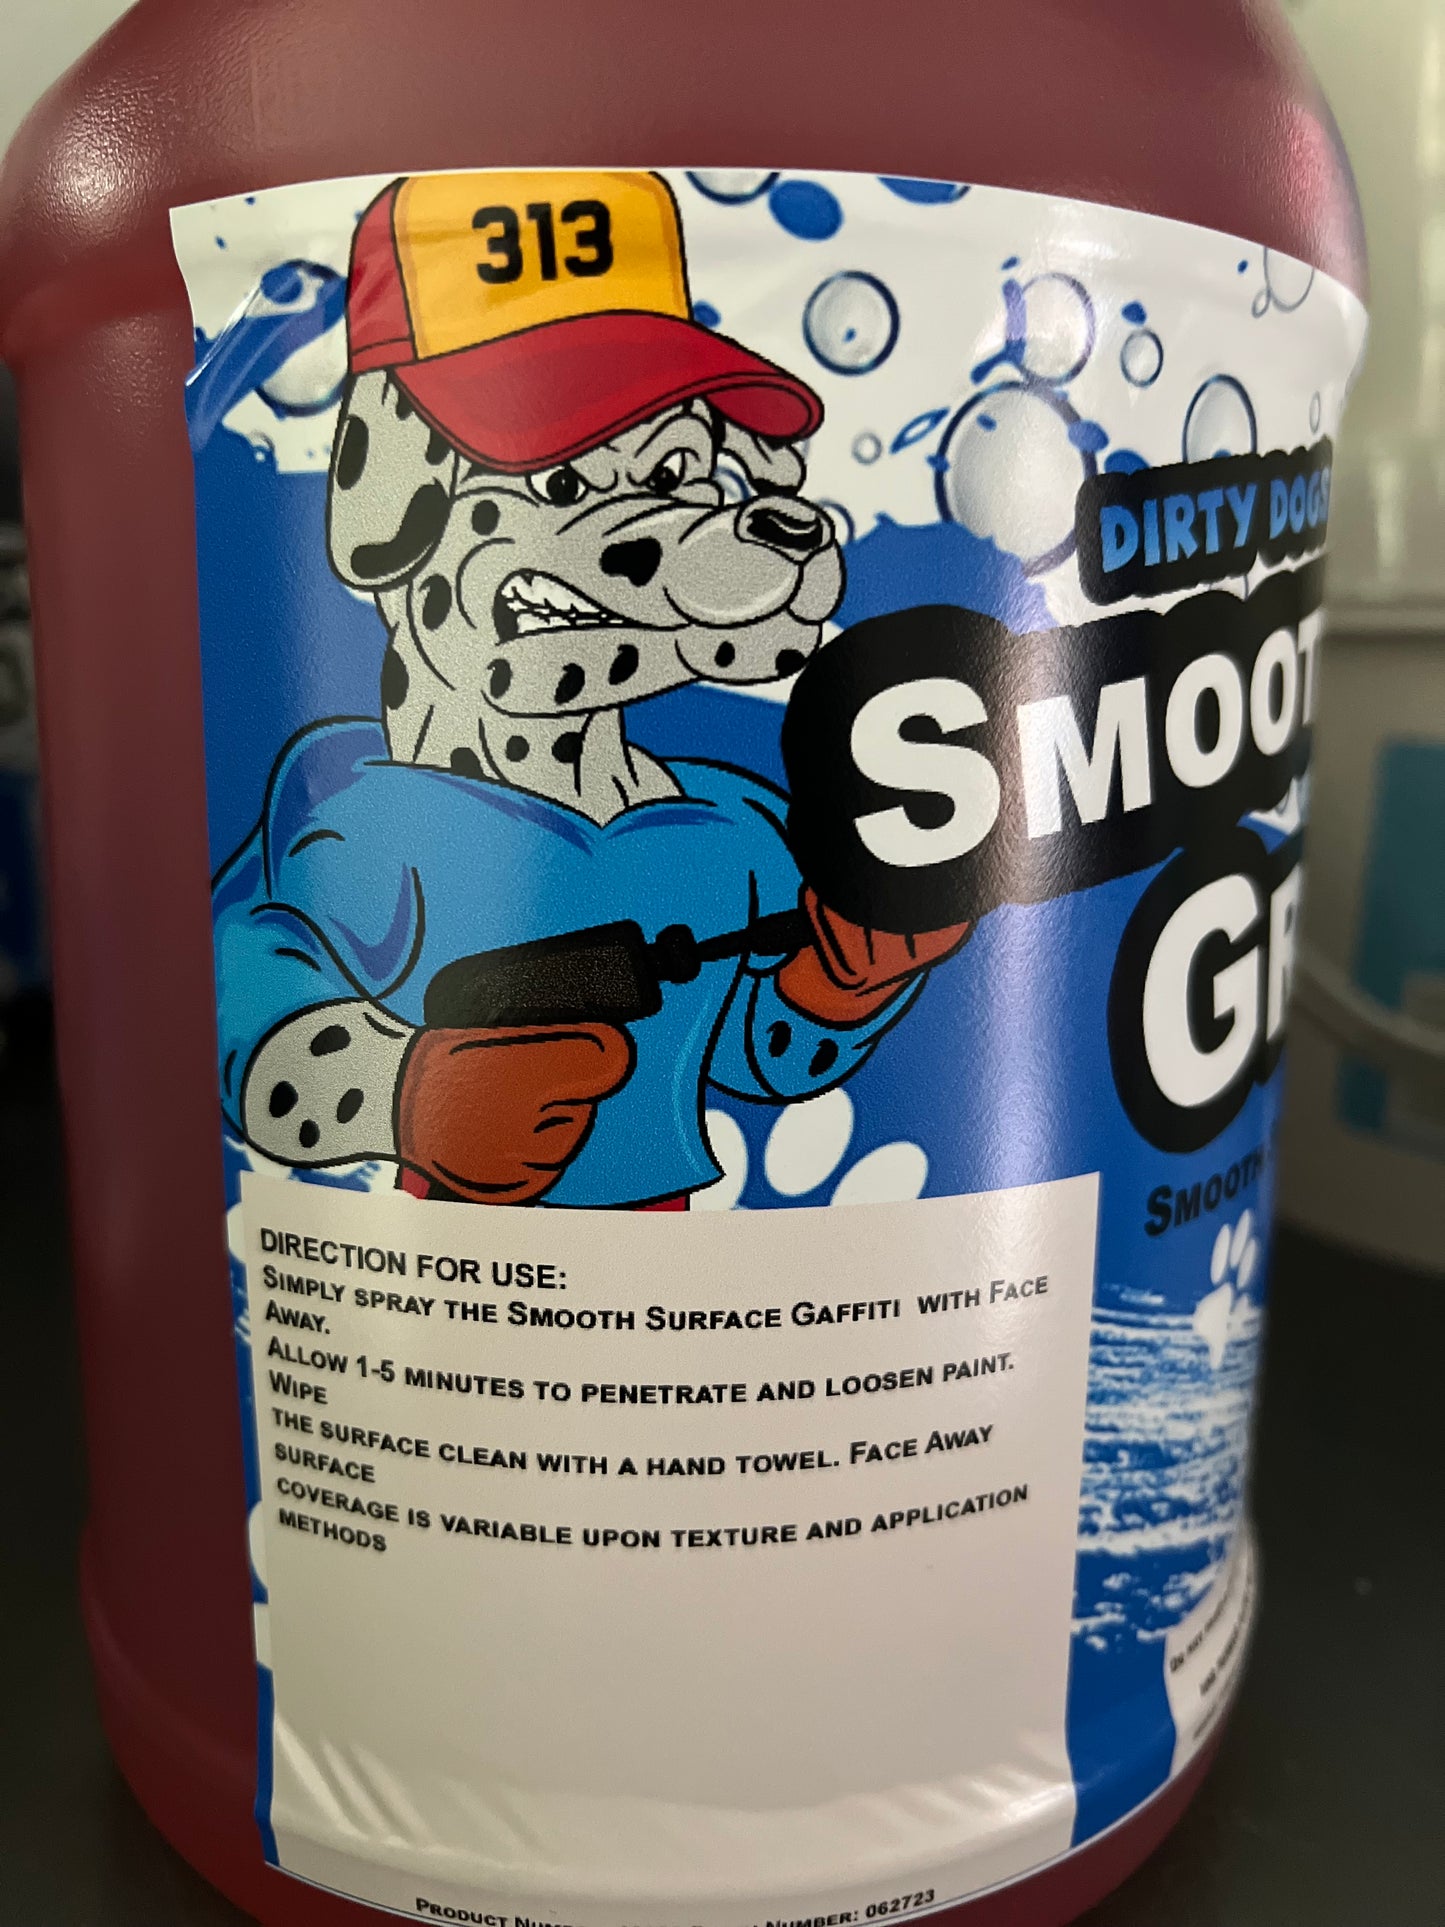 313
DIRTY DOGS
SMOOT
GR
SMOOTH
DIRECTION FOR USE:
SIMPLY SPRAY THE SMOOTH SURFACE GAFFITI WITH FACE
AWAY.
ALLOW 1-5 MINUTES TO PENETRATE AND LOOSEN PAINT.
WIPE
THE SURFACE CLEAN WITH A HAND TOWEL. FACE AWAY
SURFACE
COVERAGE IS VARIABLE UPON TEXTURE AND APPLICATION
METHODS
PRODUCT NUMBER: 062723